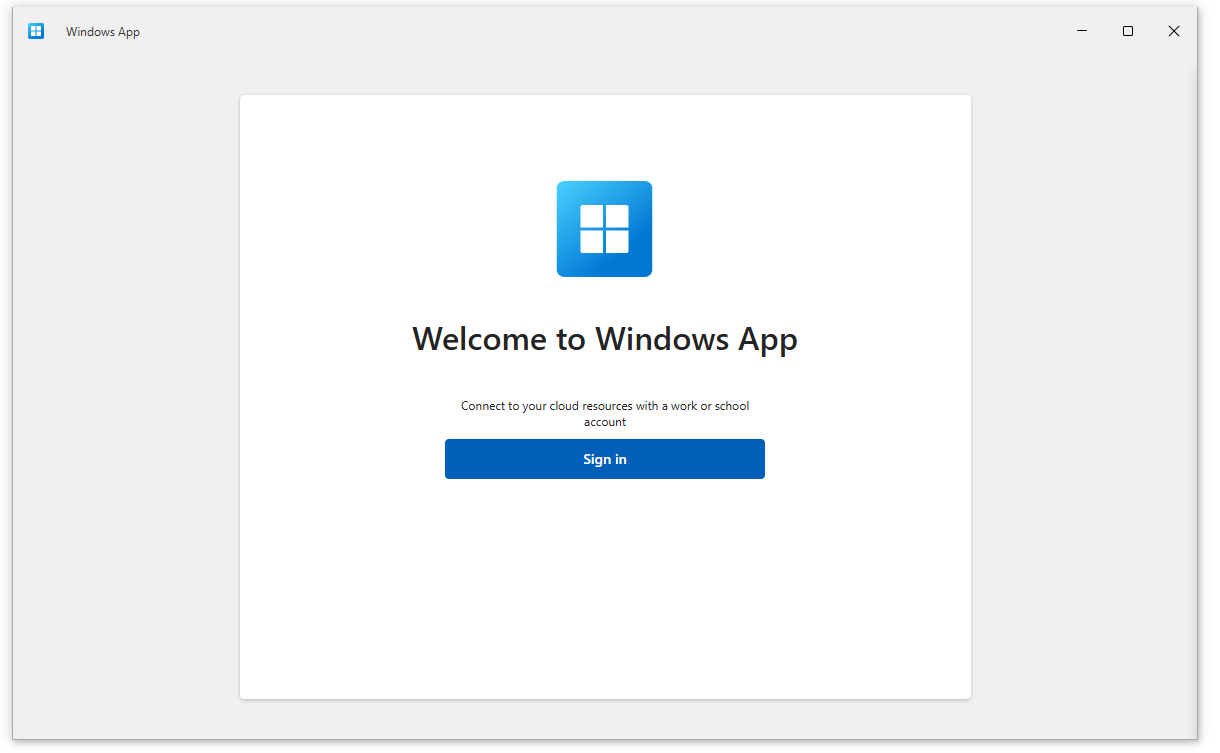 Windows App
Welcome to Windows App
Connect to your cloud resources with a work or school
account
Sign in